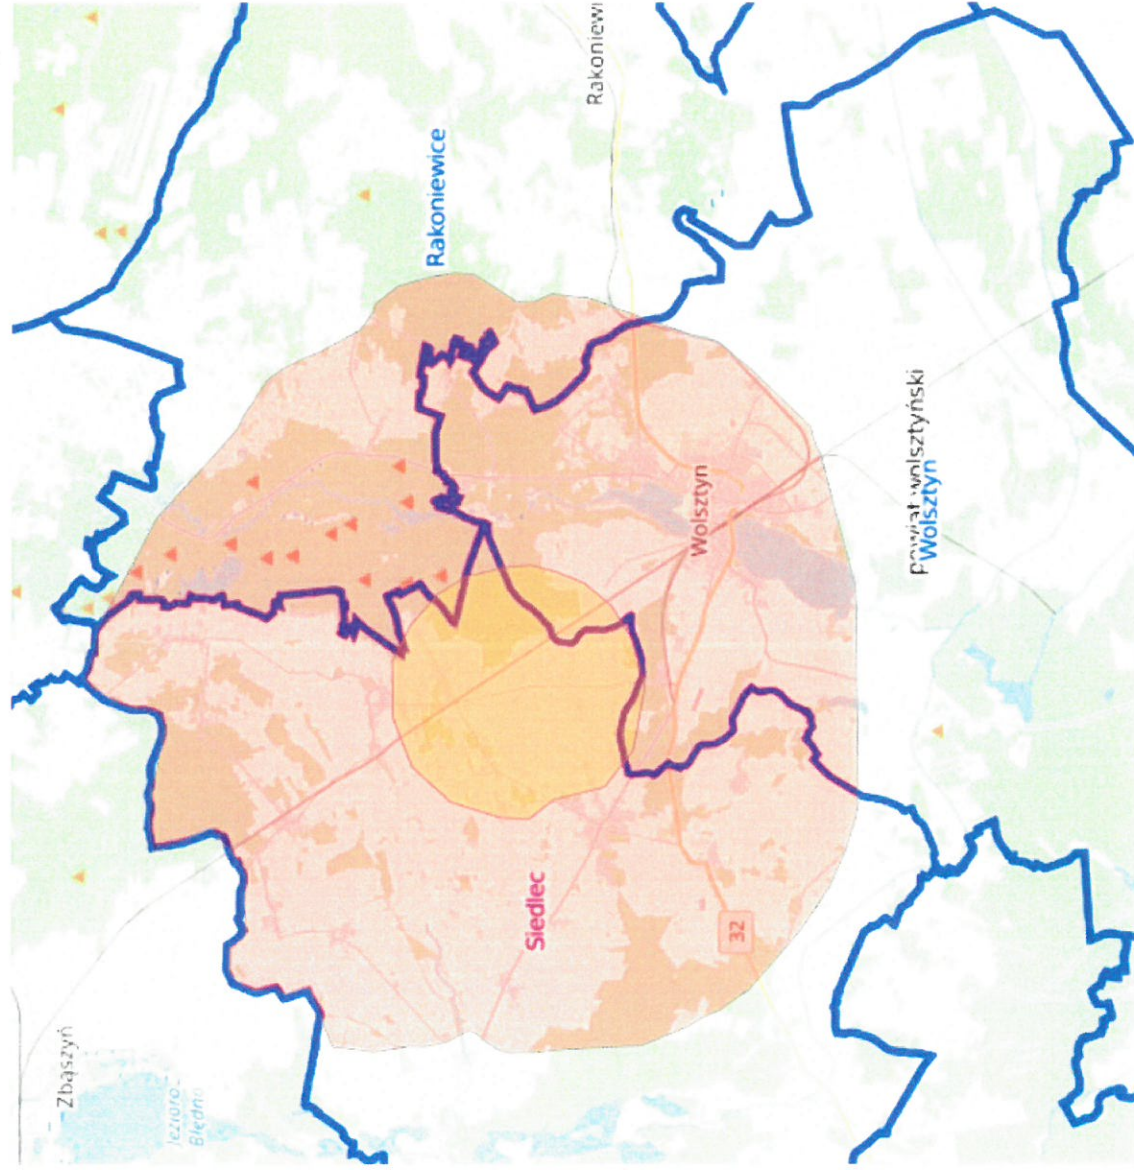 Rakoniewi
Rakoniewice
Wolsztyn
powiat wolsztyński
Wolsztyn
Siedlec
32
Zbąszyń
Jezioro
Błędno